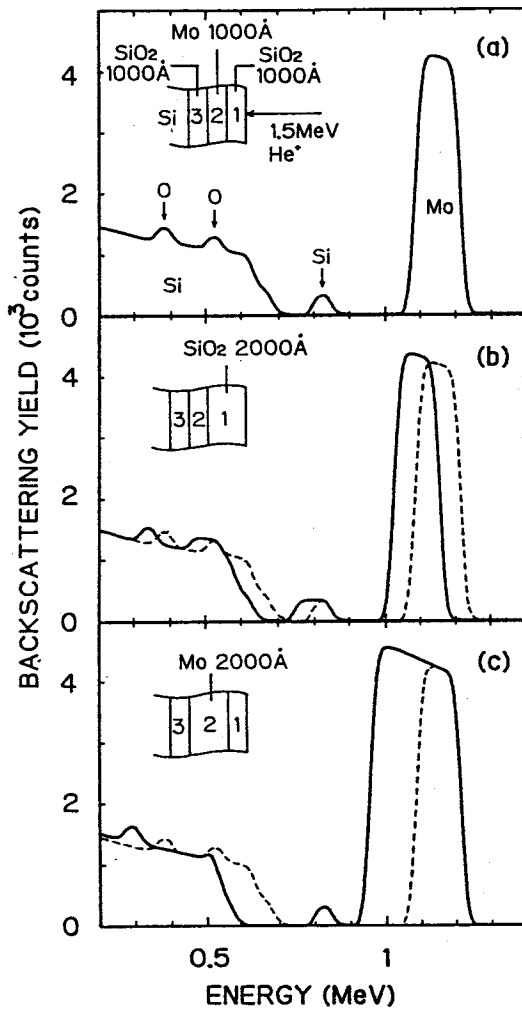 Mo 1000Å
SiO₂ 1000Å
SiO₂ 1000Å
(a)
Si 3 2 1
1.5MeV
He⁺
O O
Si
Mo
Si
4
2
0
SiO₂ 2000Å
(b)
3 2 1
4
2
0
Mo 2000Å
(c)
3 2 1
4
2
0
0.5 1
ENERGY (MeV)
BACKSCATTERING YIELD (10³ counts)